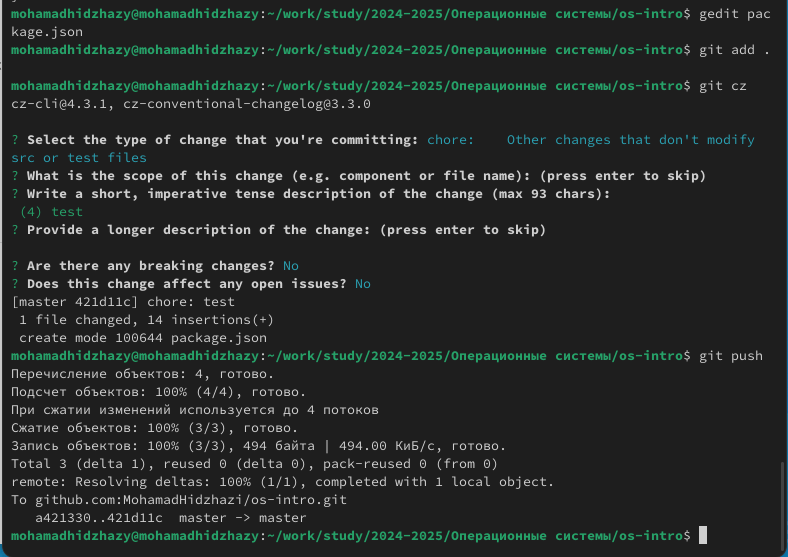 mohamadhidzhazy@mohamadhidzhazy:~/work/study/2024-2025/Операционные системы/os-intro$ gedit pac
kage.json
mohamadhidzhazy@mohamadhidzhazy:~/work/study/2024-2025/Операционные системы/os-intro$ git add .
mohamadhidzhazy@mohamadhidzhazy:~/work/study/2024-2025/Операционные системы/os-intro$ git cz
cz-cli@4.3.1, cz-conventional-changelog@3.3.0
? Select the type of change that you're committing: chore:    Other changes that don't modify
src or test files
? What is the scope of this change (e.g. component or file name): (press enter to skip)
? Write a short, imperative tense description of the change (max 93 chars):
 (4) test
? Provide a longer description of the change: (press enter to skip)
? Are there any breaking changes? No
? Does this change affect any open issues? No
[master 421d11c] chore: test
 1 file changed, 14 insertions(+)
 create mode 100644 package.json
mohamadhidzhazy@mohamadhidzhazy:~/work/study/2024-2025/Операционные системы/os-intro$ git push
Перечисление объектов: 4, готово.
Подсчет объектов: 100% (4/4), готово.
При сжатии изменений используется до 4 потоков
Сжатие объектов: 100% (3/3), готово.
Запись объектов: 100% (3/3), 494 байта | 494.00 КиБ/с, готово.
Total 3 (delta 1), reused 0 (delta 0), pack-reused 0 (from 0)
remote: Resolving deltas: 100% (1/1), completed with 1 local object.
To github.com:MohamadHidzhazi/os-intro.git
   a421330..421d11c  master -> master
mohamadhidzhazy@mohamadhidzhazy:~/work/study/2024-2025/Операционные системы/os-intro$